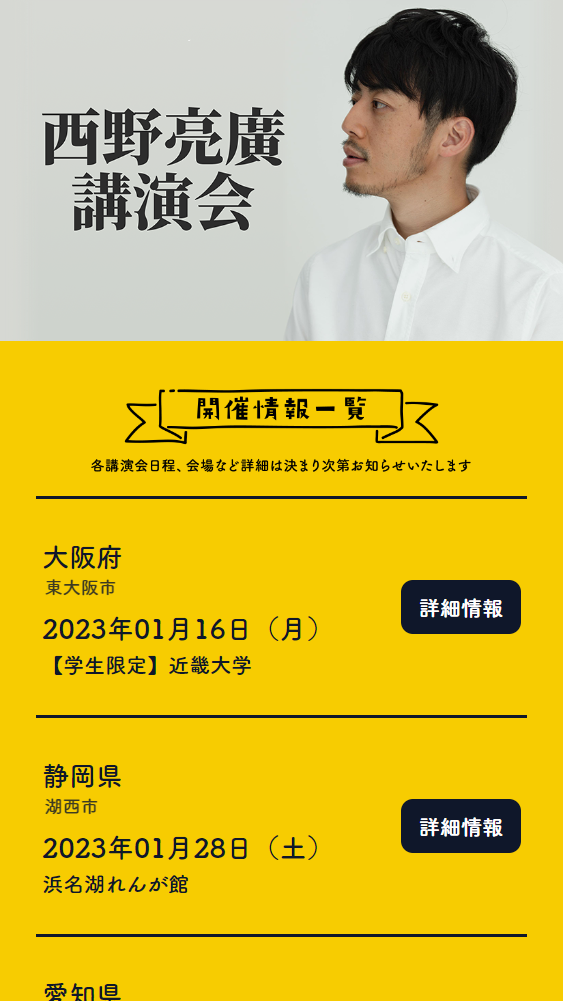 西野亮廣
講演会
開催情報一覧
各講演会日程、会場など詳細は決まり次第お知らせいたします
大阪府
東大阪市
2023年01月16日（月）
【学生限定】近畿大学
詳細情報
静岡県
湖西市
2023年01月28日（土）
浜名湖れんが館
詳細情報
愛知県